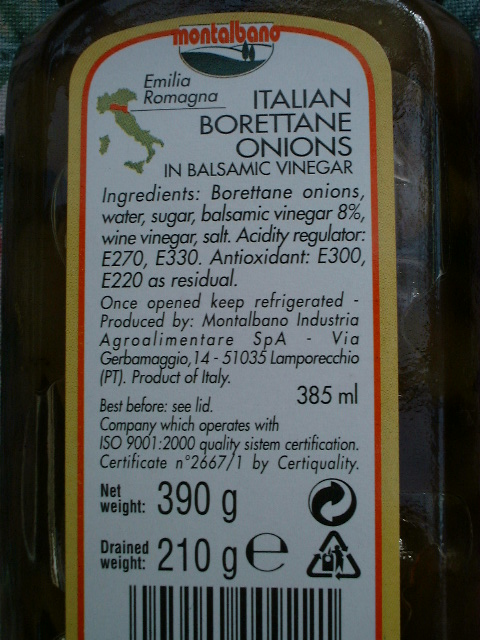 montalbano
Emilia
Romagna
ITALIAN
BORETTANE
ONIONS
IN BALSAMIC VINEGAR
Ingredients: Borettane onions,
water, sugar, balsamic vinegar 8%,
wine vinegar, salt. Acidity regulator:
E270, E330. Antioxidant: E300,
E220 as residual.
Once opened keep refrigerated -
Produced by: Montalbano Industria
Agroalimentare SpA - Via
Gerbamaggio,14 - 51035 Lamporecchio
(PT). Product of Italy.
385 ml
Best before: see lid.
Company which operates with
ISO 9001:2000 quality sistem certification.
Certificate n°2667/1 by Certiquality.
Net
weight: 390 g
Drained
weight: 210 g ℮